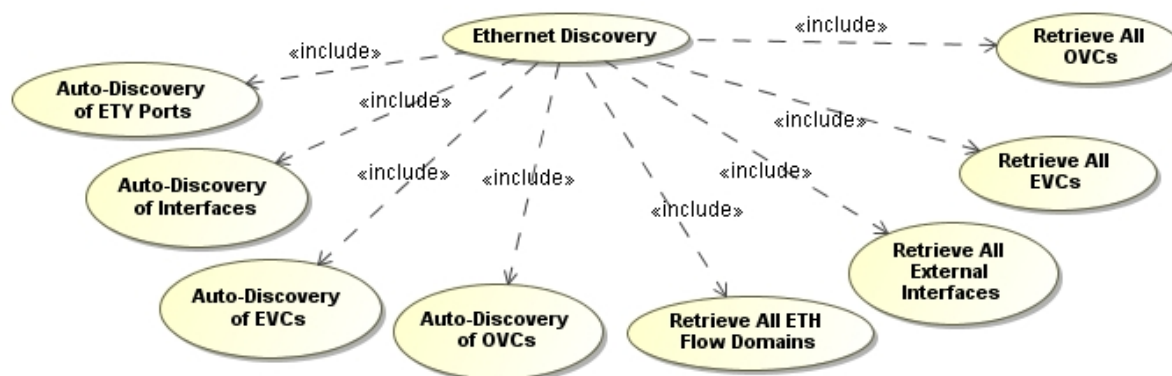 Ethernet Discovery
«include»
Retrieve All
OVCs
«include»
Auto-Discovery
of ETY Ports
«include»
«include»
Retrieve All
EVCs
Auto-Discovery
of Interfaces
«include»
«include»
«include»
«include»
Retrieve All
External
Interfaces
Auto-Discovery
of EVCs
Auto-Discovery
of OVCs
Retrieve All ETH
Flow Domains